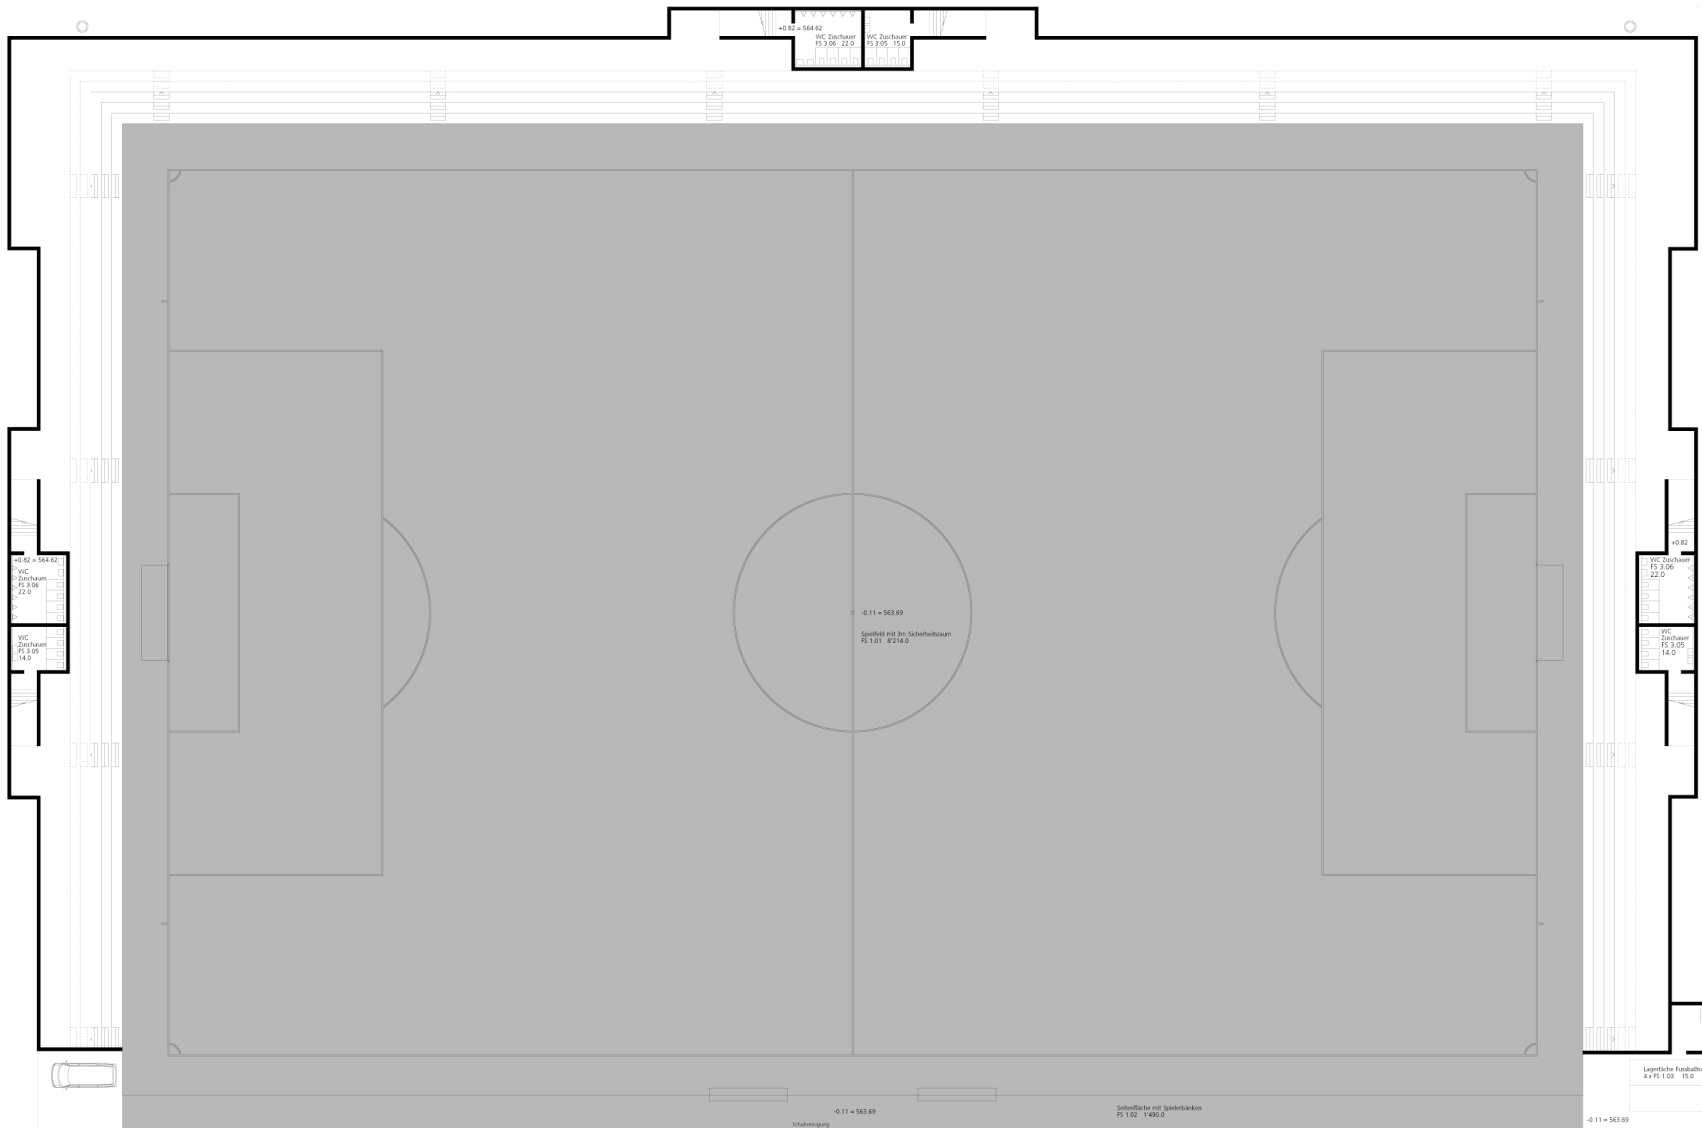 +0.82 = 564.62
WC Zuschauer
FS 3.06   22.0
WC Zuschauer
FS 3.05   15.0
+0.82 = 564.62
WC
Zuschauer
FS 3.06
22.0
WC
Zuschauer
FS 3.05
14.0
+0.82
WC Zuschauer
FS 3.06
22.0
WC
Zuschauer
FS 3.05
14.0
-0.11 = 563.69
Spielfeld mit 3m Sicherheitsraum
FS 1.01   8'214.0
Lagerfläche Fussballto
4 x FS 1.03   15.0
-0.11 = 563.69
Seitenfläche mit Spielerbänken
FS 1.02   1'490.0
-0.11 = 563.69
Schuhreinigung